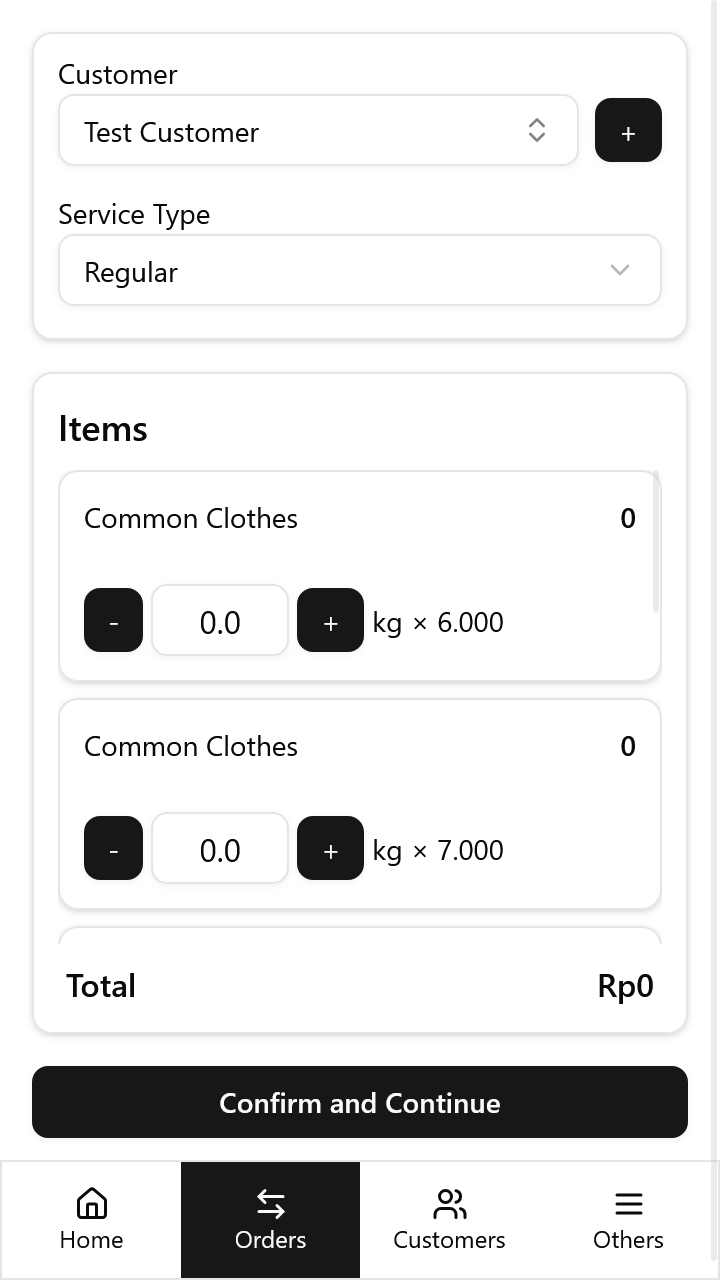 Customer
Test Customer
+
Service Type
Regular
Items
Common Clothes 0
- 0.0 + kg × 6.000
Common Clothes 0
- 0.0 + kg × 7.000
Total Rp0
Confirm and Continue
Home Orders Customers Others